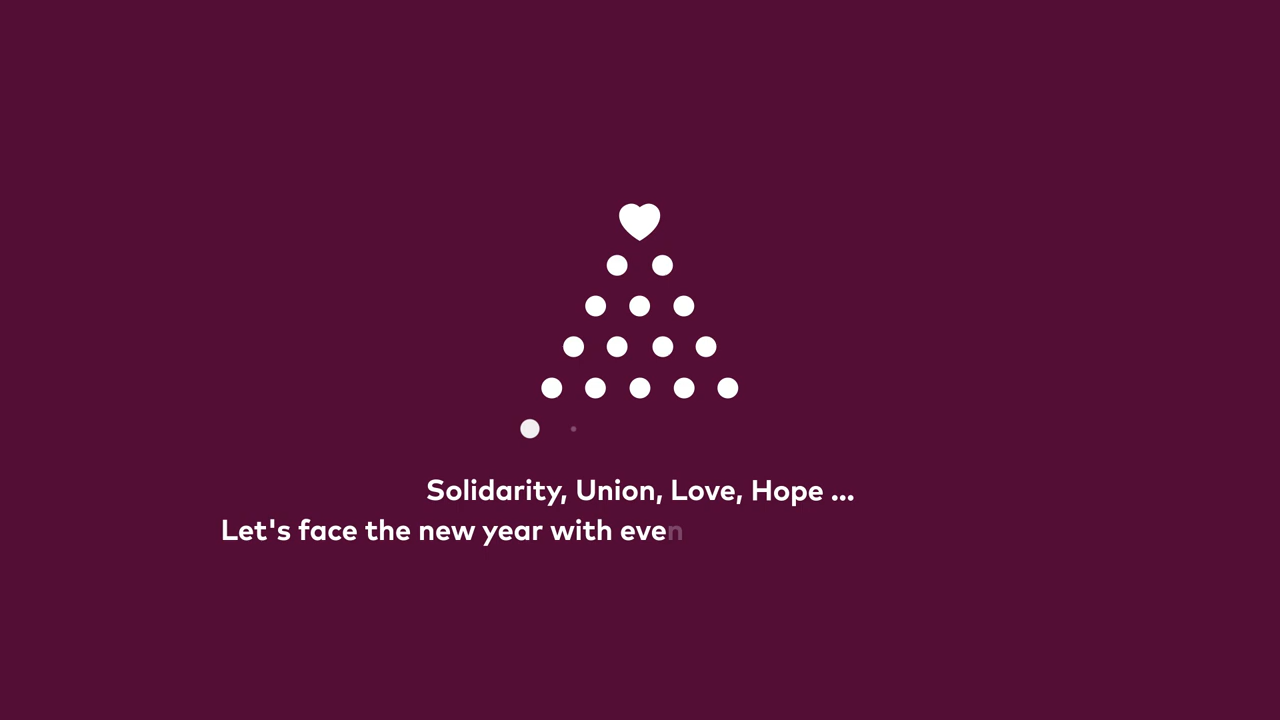 Solidarity, Union, Love, Hope ...
Let's face the new year with even